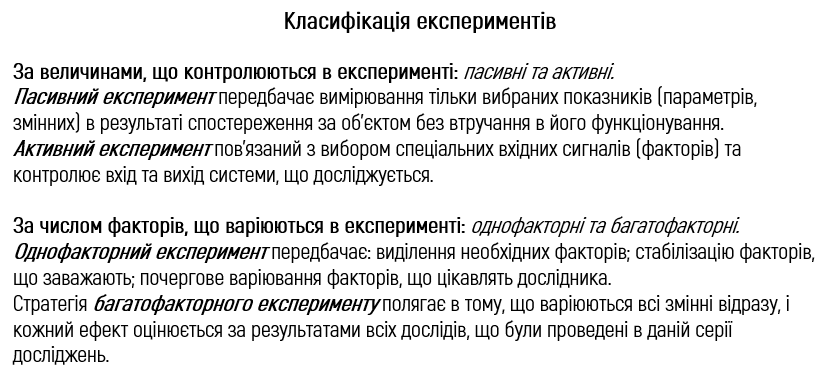 Класифікація експериментів
За величинами, що контролюються в експерименті: пасивні та активні.
Пасивний експеримент передбачає вимірювання тільки вибраних показників (параметрів,
змінних) в результаті спостереження за об'єктом без втручання в його функціонування.
Активний експеримент пов'язаний з вибором спеціальних вхідних сигналів (факторів) та
контролює вхід та вихід системи, що досліджується.
За числом факторів, що варіюються в експерименті: однофакторні та багатофакторні.
Однофакторний експеримент передбачає: виділення необхідних факторів; стабілізацію факторів,
що заважають; почергове варіювання факторів, що цікавлять дослідника.
Стратегія багатофакторного експерименту полягає в тому, що варіюються всі змінні відразу, і
кожний ефект оцінюється за результатами всіх дослідів, що були проведені в даній серії
досліджень.